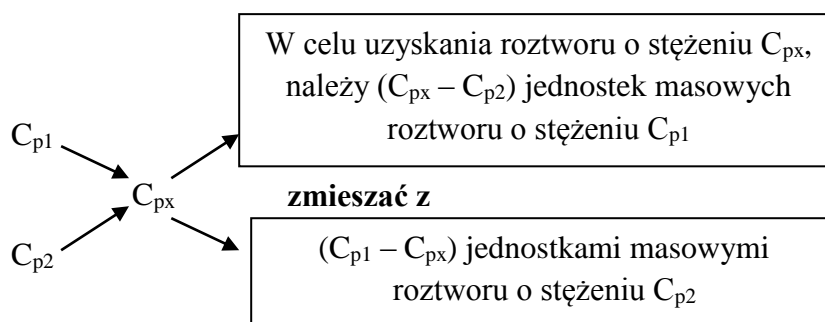 W celu uzyskania roztworu o stężeniu Cpx,
należy (Cpx – Cp2) jednostek masowych
roztworu o stężeniu Cp1
Cp1
Cpx
zmieszać z
Cp2
(Cp1 – Cpx) jednostkami masowymi
roztworu o stężeniu Cp2